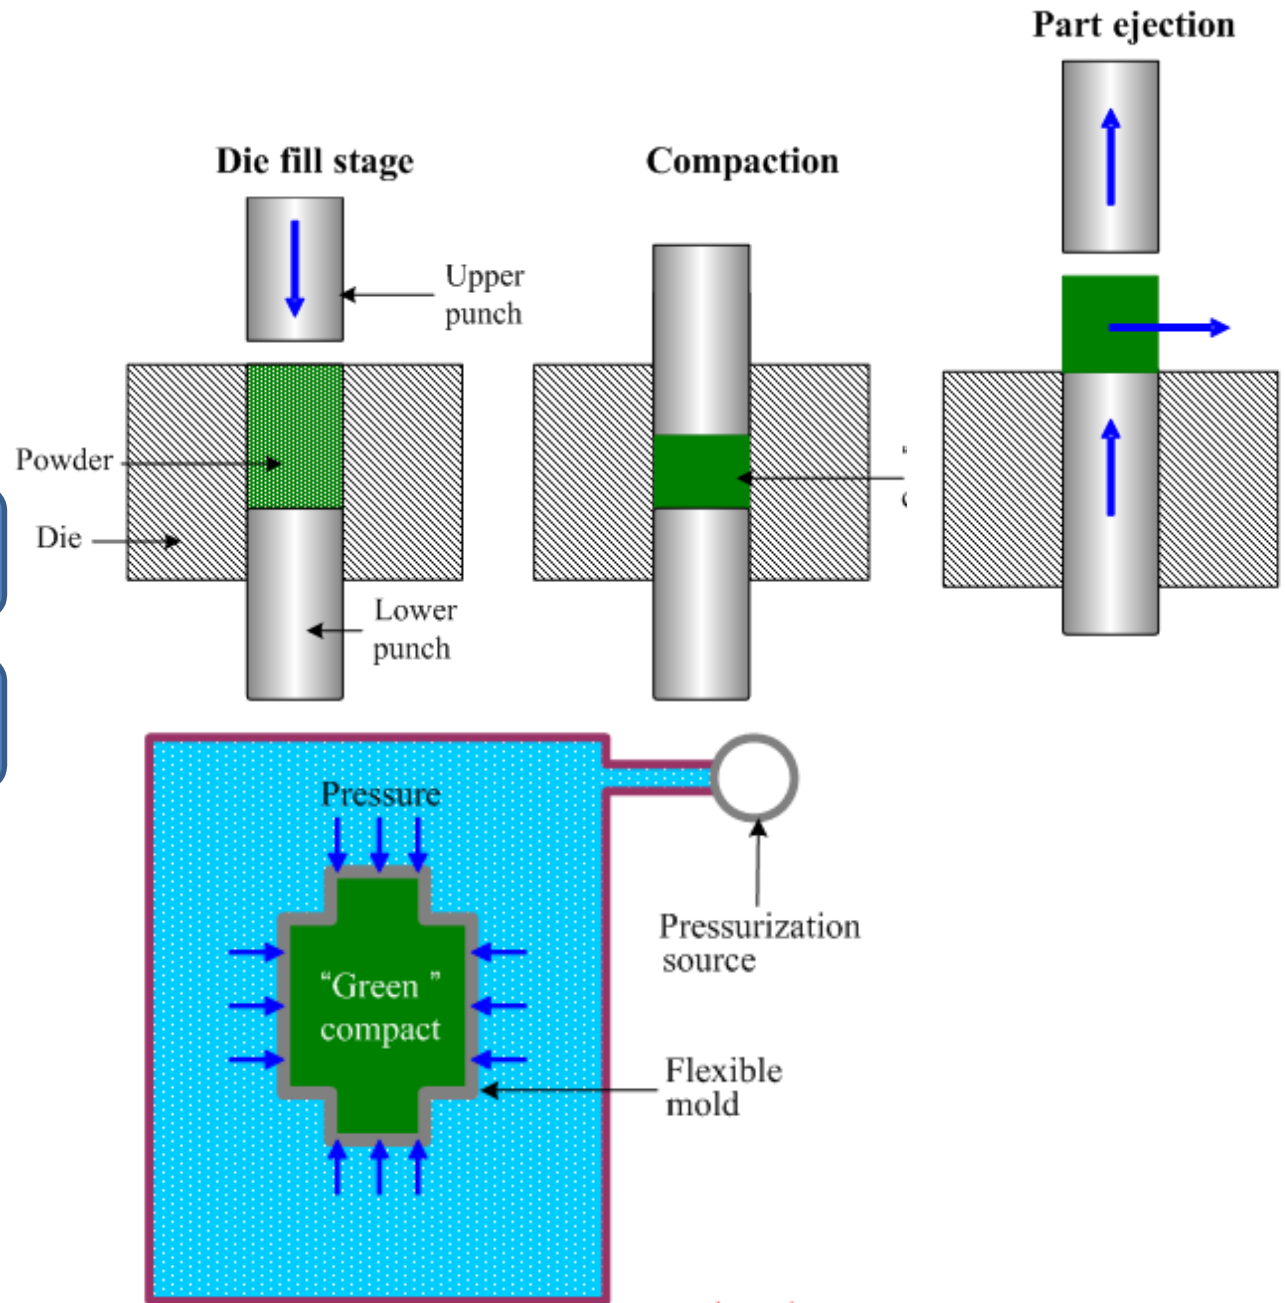 Part ejection
Die fill stage
Compaction
Upper
punch
Powder
Die
Lower
punch
Pressure
“Green ”
compact
Pressurization
source
Flexible
mold